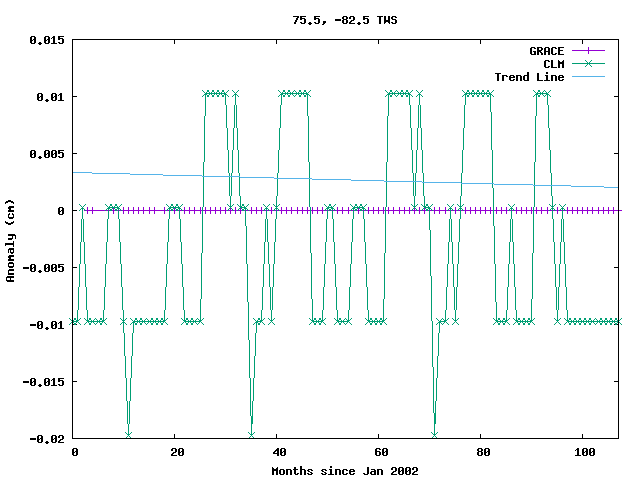 75.5, -82.5 TWS
0.015
0.01
0.005
0
-0.005
-0.01
-0.015
-0.02
Anomaly (cm)
GRACE
CLM
Trend Line
0 20 40 60 80 100
Months since Jan 2002